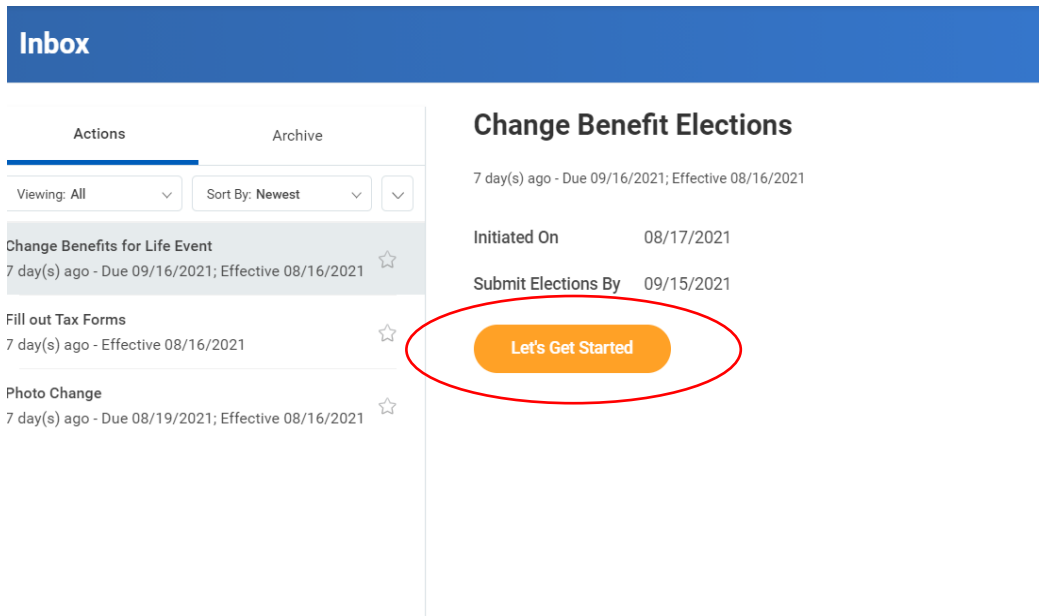 Inbox
Actions
Archive
Viewing: All
Sort By: Newest
Change Benefits for Life Event
7 day(s) ago - Due 09/16/2021; Effective 08/16/2021
Fill out Tax Forms
7 day(s) ago - Effective 08/16/2021
Photo Change
7 day(s) ago - Due 08/19/2021; Effective 08/16/2021
Change Benefit Elections
7 day(s) ago - Due 09/16/2021; Effective 08/16/2021
Initiated On 08/17/2021
Submit Elections By 09/15/2021
Let's Get Started